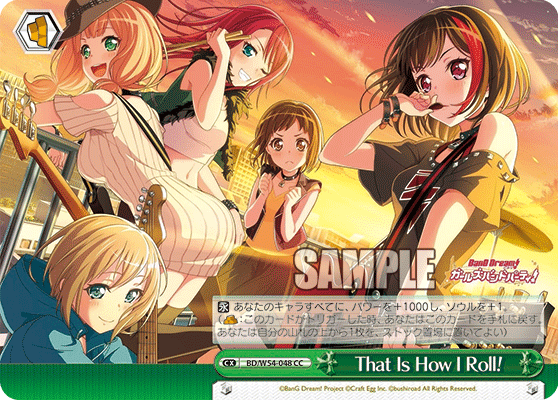 SAMPLE
BanG Dream!
ガールズバンドパーティ!
永 あなたのキャラすべてに、パワーを+1000し、ソウルを+1。
( :このカードがトリガーした時、あなたはこのカードを手札に戻す。
あなたは自分の山札の上から1枚を、ストック置場に置いてよい)
CX BD/W54-048 CC That Is How I Roll!
©BanG Dream! Project ©Craft Egg Inc. ©bushiroad All Rights Reserved.